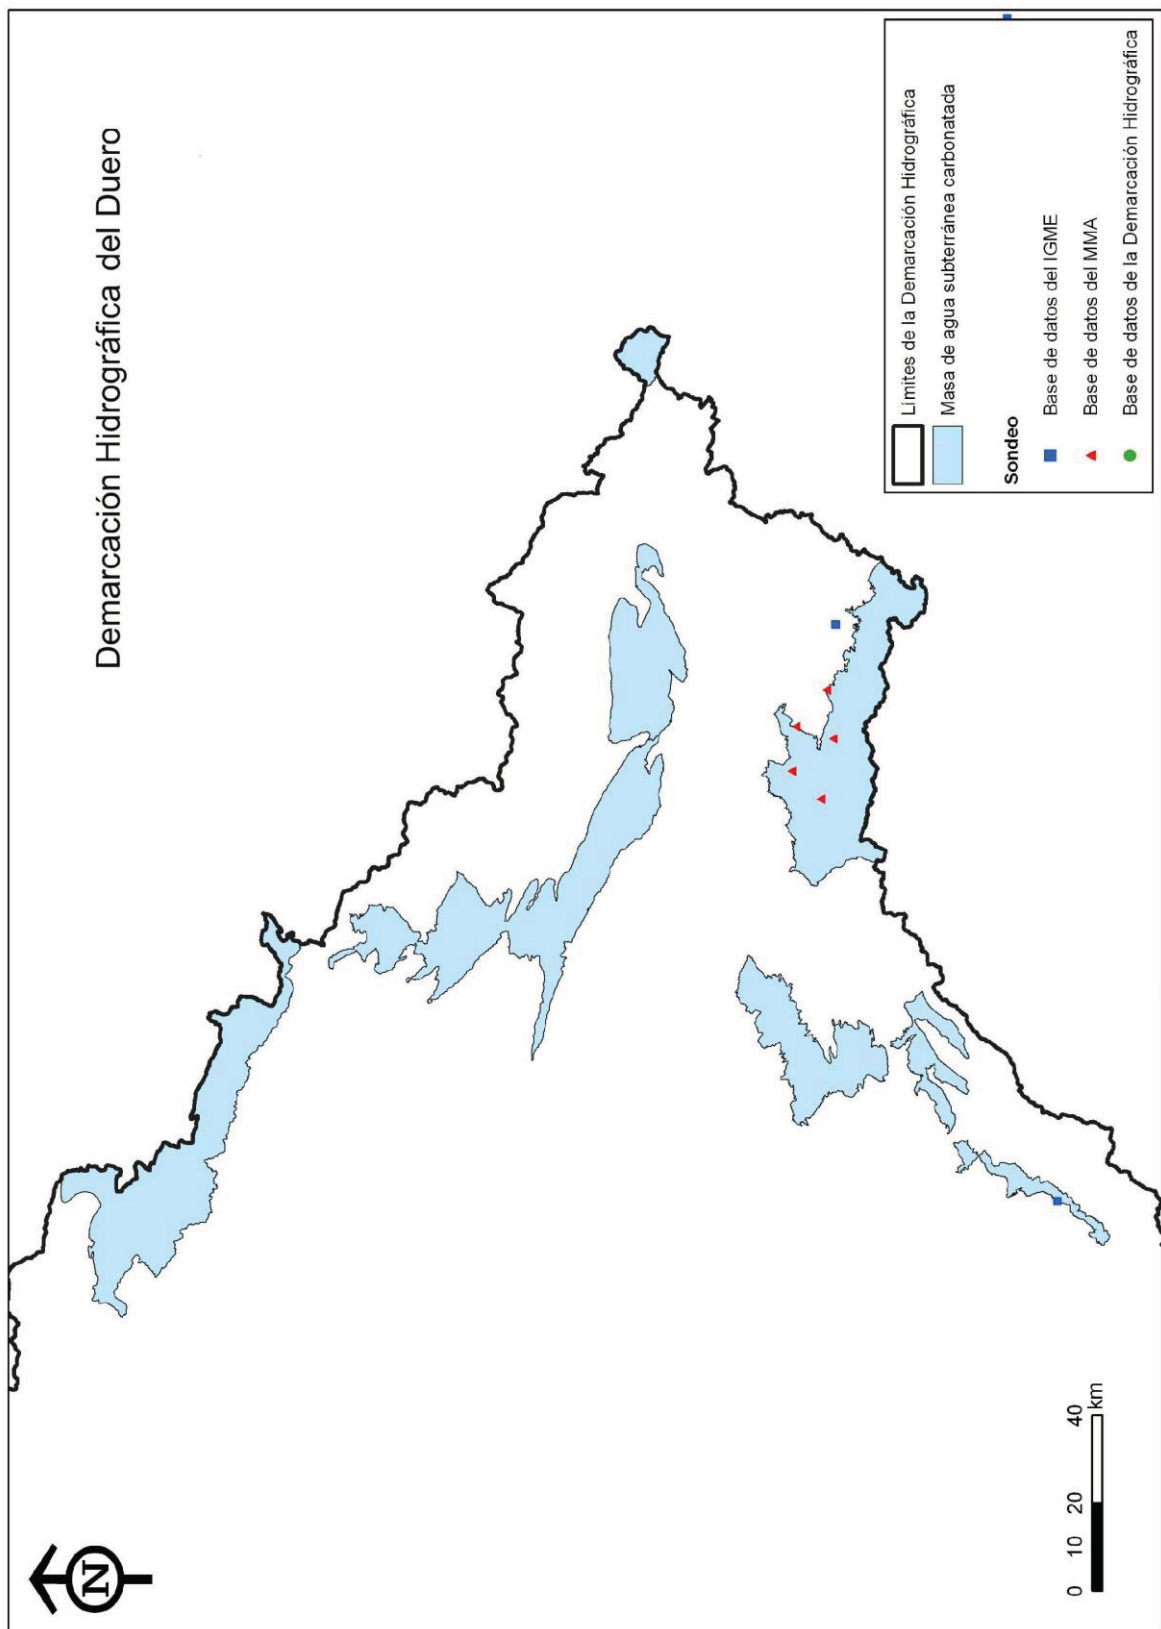 Demarcación Hidrográfica del Duero
N
0 10 20 40
km
Límites de la Demarcación Hidrográfica
Masa de agua subterránea carbonatada
Sondeo
Base de datos del IGME
Base de datos del MMA
Base de datos de la Demarcación Hidrográfica